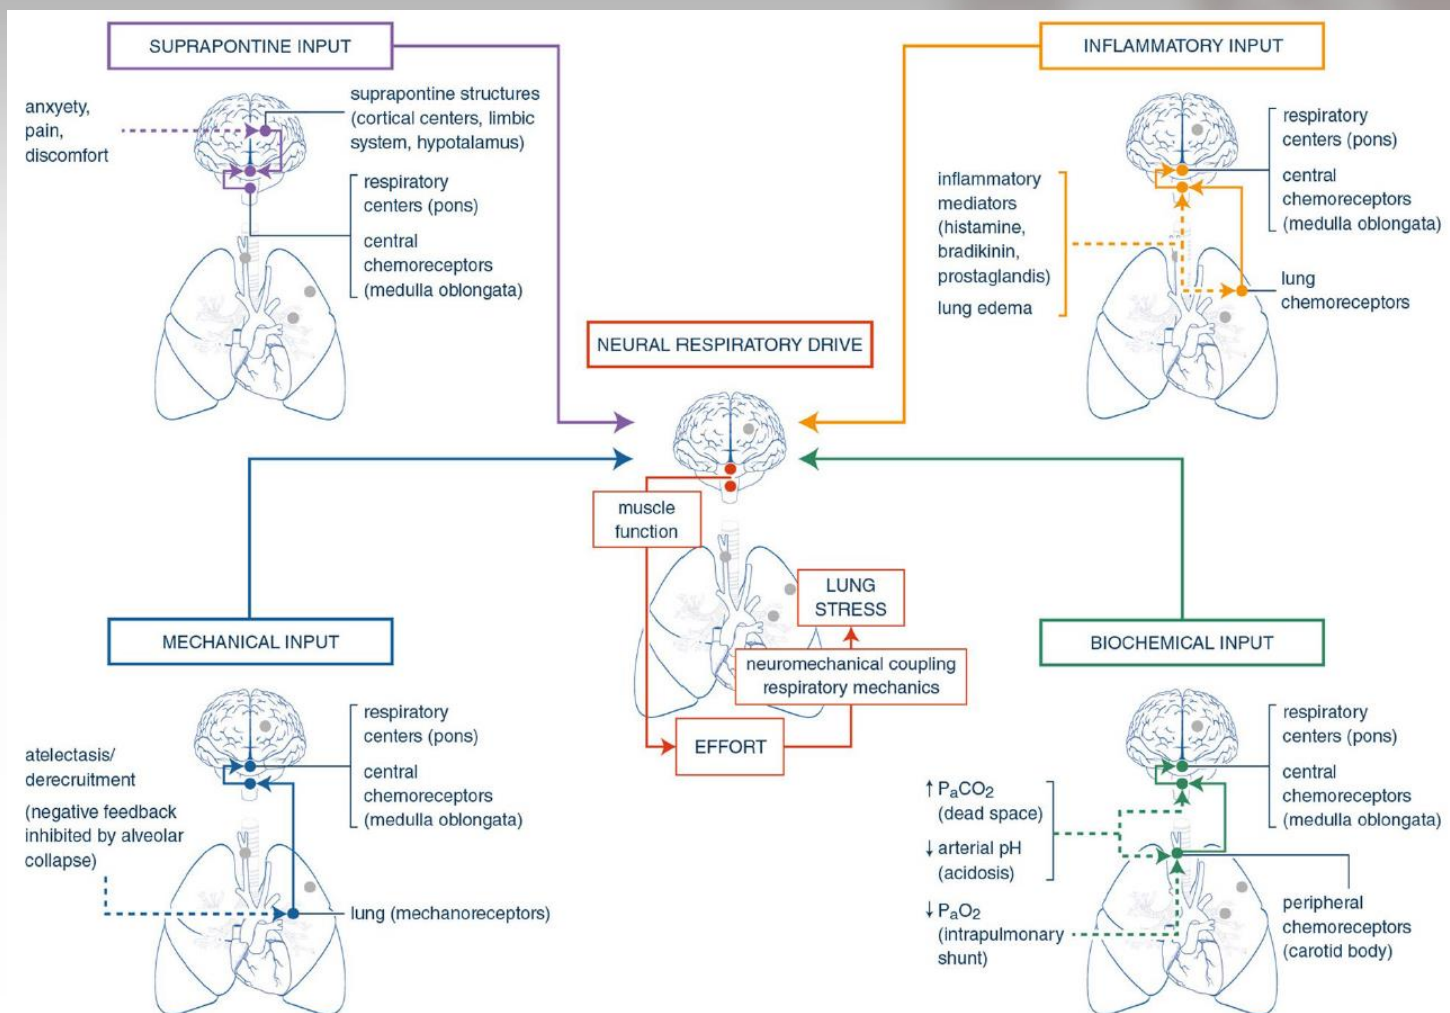 SUPRAPONTINE INPUT
anxyety,
pain,
discomfort
suprapontine structures
(cortical centers, limbic
system, hypotalamus)
respiratory
centers (pons)
central
chemoreceptors
(medulla oblongata)
INFLAMMATORY INPUT
inflammatory
mediators
(histamine,
bradikinin,
prostaglandis)
lung edema
respiratory
centers (pons)
central
chemoreceptors
(medulla oblongata)
lung
chemoreceptors
NEURAL RESPIRATORY DRIVE
muscle
function
LUNG
STRESS
neuromechanical coupling
respiratory mechanics
EFFORT
MECHANICAL INPUT
atelectasis/
derecruitment
(negative feedback
inhibited by alveolar
collapse)
respiratory
centers (pons)
central
chemoreceptors
(medulla oblongata)
lung (mechanoreceptors)
BIOCHEMICAL INPUT
↑ PaCO2
(dead space)
↓ arterial pH
(acidosis)
↓ PaO2
(intrapulmonary
shunt)
respiratory
centers (pons)
central
chemoreceptors
(medulla oblongata)
peripheral
chemoreceptors
(carotid body)